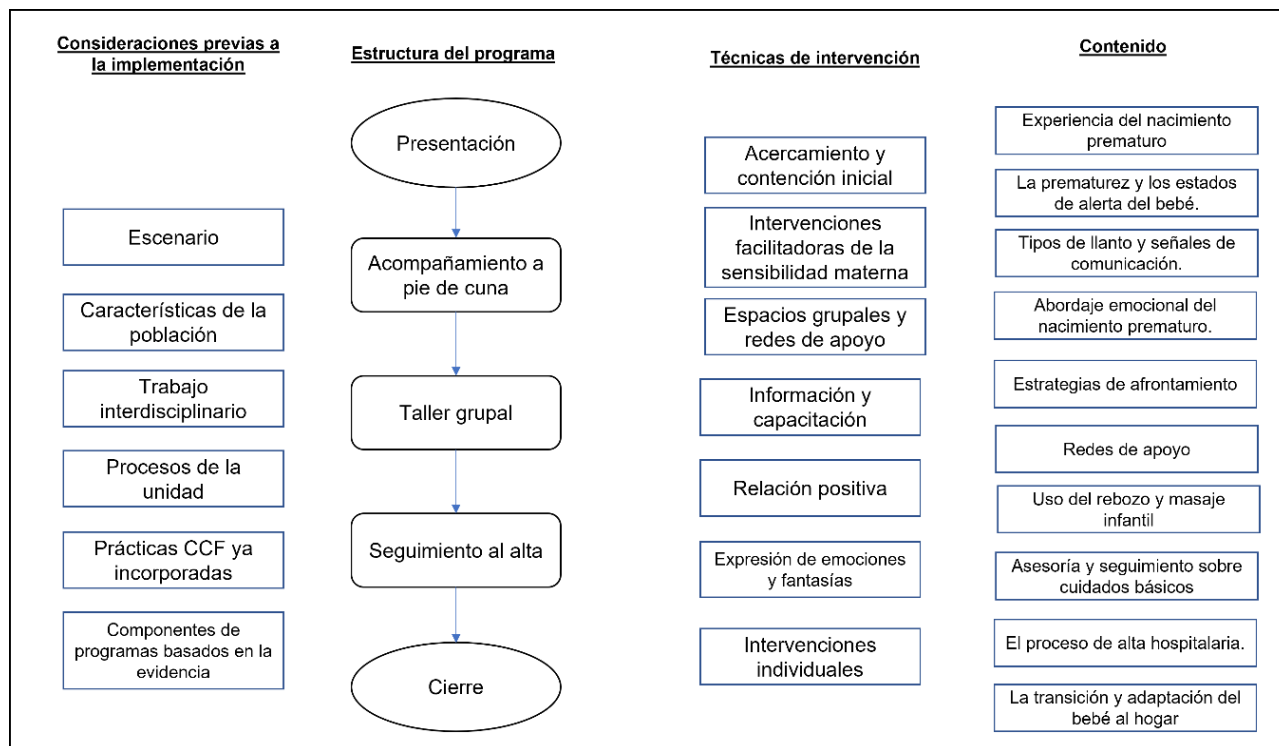 Consideraciones previas a
la implementación
Escenario
Características de la
población
Trabajo
interdisciplinario
Procesos de la
unidad
Prácticas CCF ya
incorporadas
Componentes de
programas basados en la
evidencia
Estructura del programa
Presentación
Acompañamiento a
pie de cuna
Taller grupal
Seguimiento al alta
Cierre
Técnicas de intervención
Acercamiento y
contención inicial
Intervenciones
facilitadoras de la
sensibilidad materna
Espacios grupales y
redes de apoyo
Información y
capacitación
Relación positiva
Expresión de emociones
y fantasías
Intervenciones
individuales
Contenido
Experiencia del nacimiento
prematuro
La prematurez y los estados
de alerta del bebé.
Tipos de llanto y señales de
comunicación.
Abordaje emocional del
nacimiento prematuro.
Estrategias de afrontamiento
Redes de apoyo
Uso del rebozo y masaje
infantil
Asesoría y seguimiento sobre
cuidados básicos
El proceso de alta hospitalaria.
La transición y adaptación del
bebé al hogar